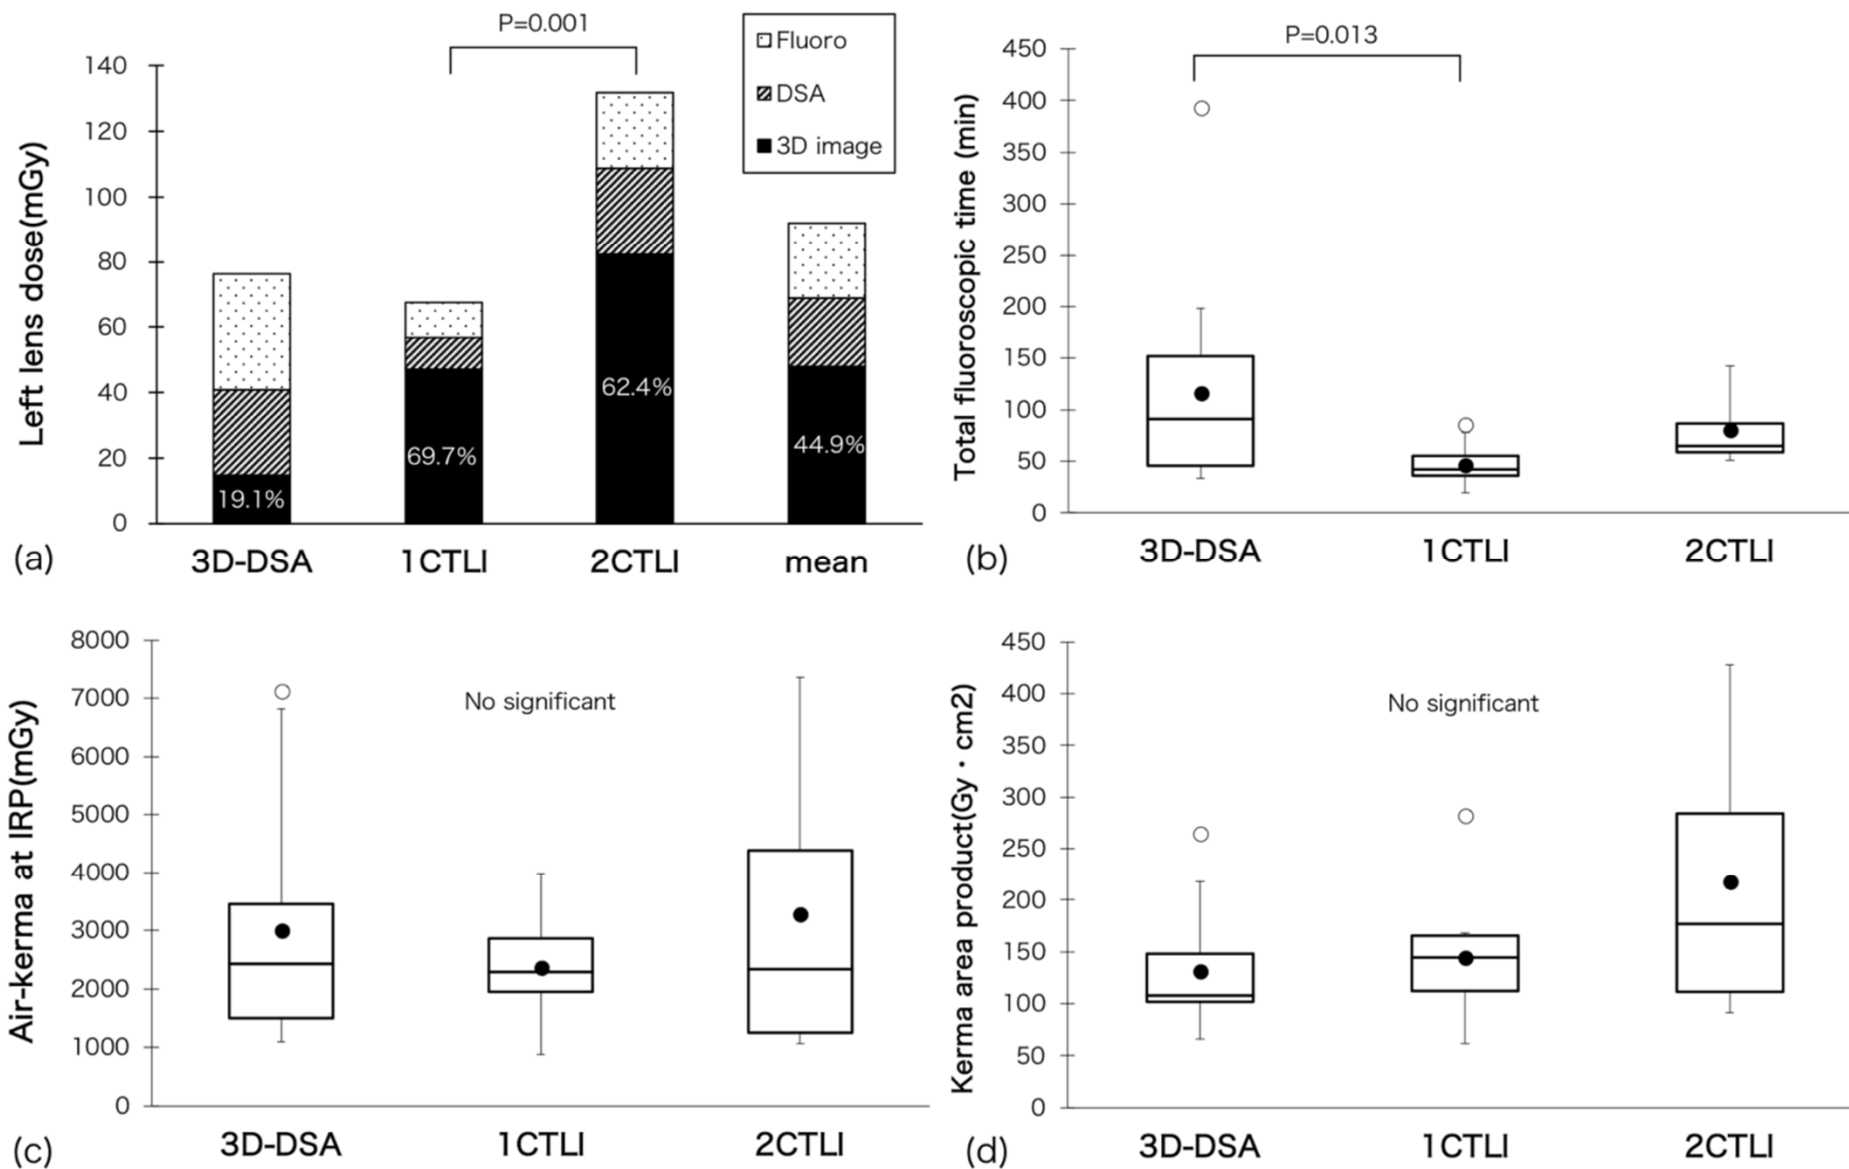 P=0.001
Fluoro
DSA
3D image
140
120
100
80
60
40
20
0
Left lens dose(mGy)
19.1%
69.7%
62.4%
44.9%
(a)
3D-DSA
1CTLI
2CTLI
mean
P=0.013
450
400
350
300
250
200
150
100
50
0
Total fluoroscopic time (min)
(b)
3D-DSA
1CTLI
2CTLI
8000
7000
6000
5000
4000
3000
2000
1000
0
Air-kerma at IRP(mGy)
No significant
(c)
3D-DSA
1CTLI
2CTLI
450
400
350
300
250
200
150
100
50
0
Kerma area product(Gy・cm2)
No significant
(d)
3D-DSA
1CTLI
2CTLI